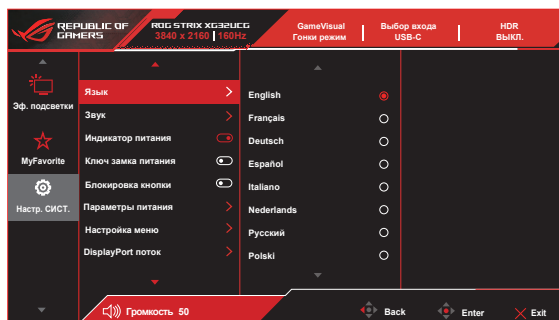 REPUBLIC OF
GAMERS
ROG STRIX XG32UCG
3840 x 2160 160Hz
GameVisual
Гонки режим
Выбор входа
USB-C
HDR
ВЫКЛ.
Эф. подсветки
MyFavorite
Настр. СИСТ.
Язык
Звук
Индикатор питания
Ключ замка питания
Блокировка кнопки
Параметры питания
Настройка меню
DisplayPort поток
English
Français
Deutsch
Español
Italiano
Nederlands
Русский
Polski
Громкость 50
Back
Enter
Exit